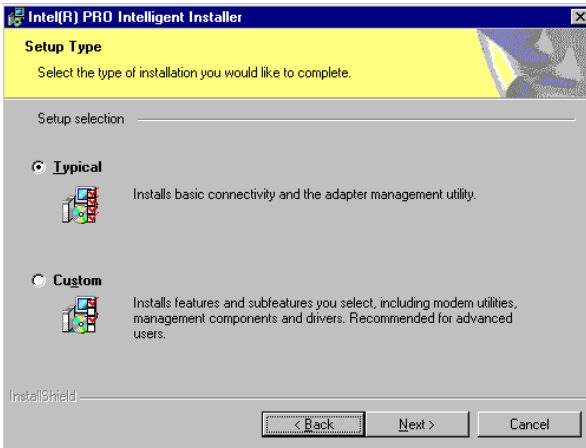 Intel(R) PRO Intelligent Installer
Setup Type
Select the type of installation you would like to complete.
Setup selection
Typical
Installs basic connectivity and the adapter management utility.
Custom
Installs features and subfeatures you select, including modem utilities,
management components and drivers. Recommended for advanced
users.
InstallShield
< Back
Next >
Cancel